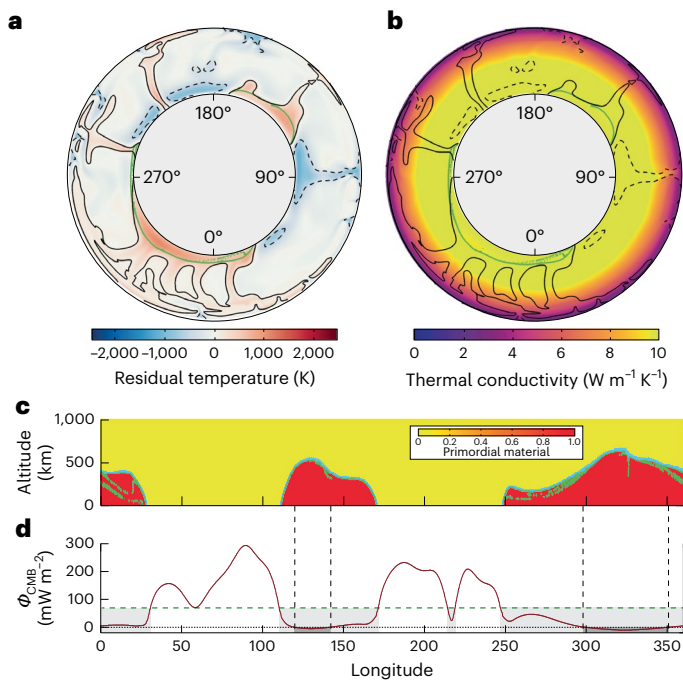 a
b
180°
270°
90°
0°
180°
270°
90°
0°
−2,000 −1,000 0 1,000 2,000
Residual temperature (K)
0 2 4 6 8 10
Thermal conductivity (W m⁻¹ K⁻¹)
c
1,000
500
0
Altitude
(km)
0 0.2 0.4 0.6 0.8 1.0
Primordial material
d
300
200
100
0
Φ_CMB
(mW m⁻²)
0 50 100 150 200 250 300 350
Longitude